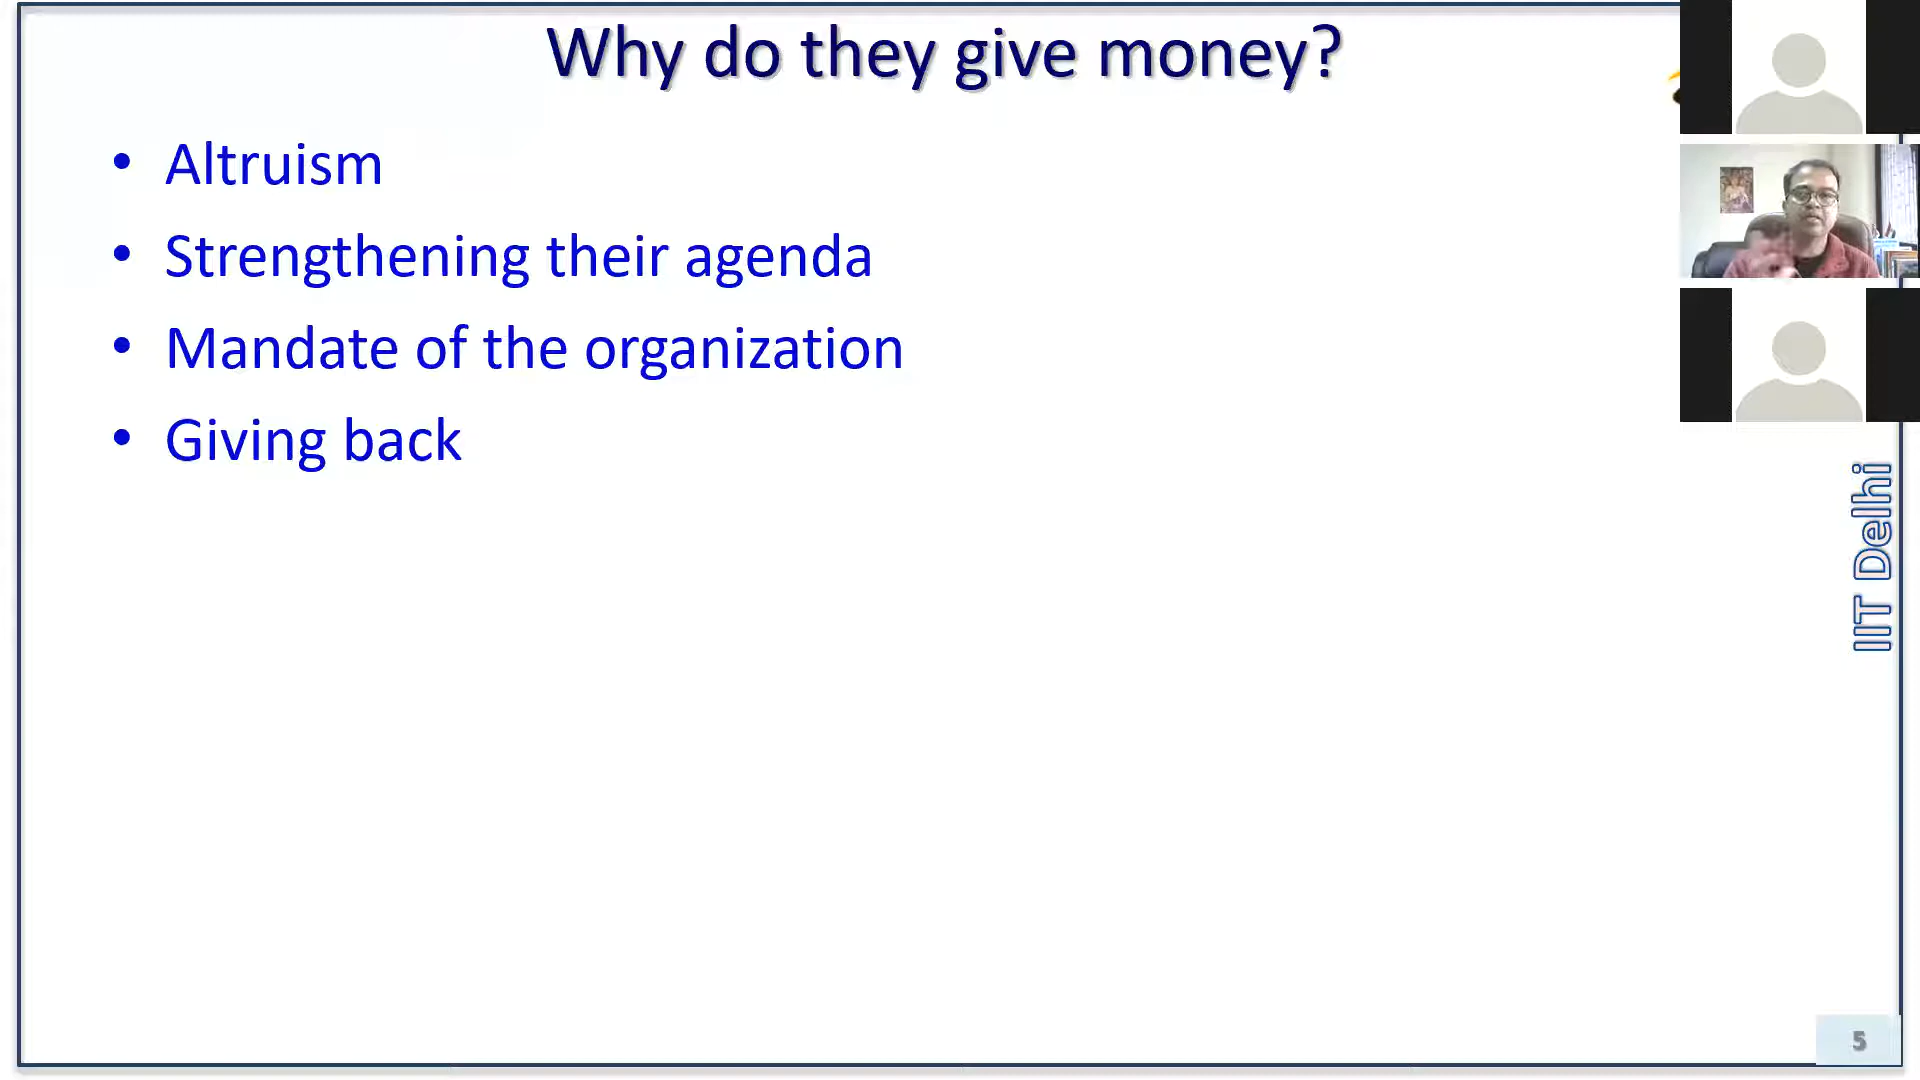 Why do they give money?
• Altruism
• Strengthening their agenda
• Mandate of the organization
• Giving back
IIT Delhi
5